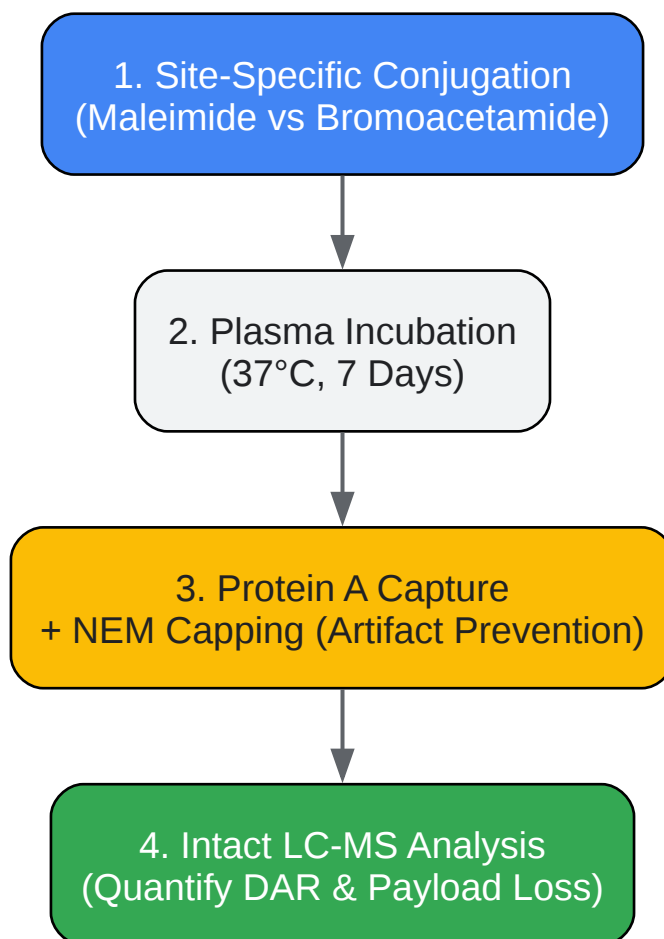 1. Site-Specific Conjugation
(Maleimide vs Bromoacetamide)
2. Plasma Incubation
(37°C, 7 Days)
3. Protein A Capture
+ NEM Capping (Artifact Prevention)
4. Intact LC-MS Analysis
(Quantify DAR & Payload Loss)